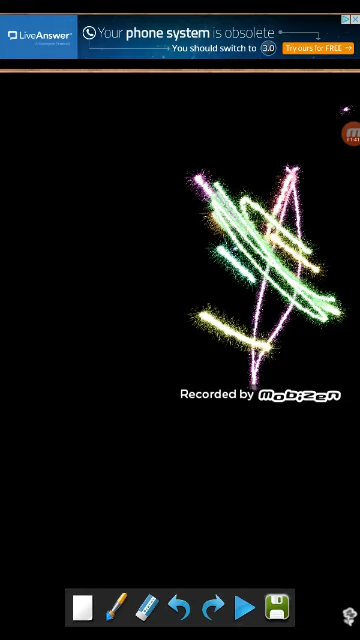 LiveAnswer
Your phone system is obsolete
You should switch to 3.0
Try ours for FREE
Recorded by Mobizen